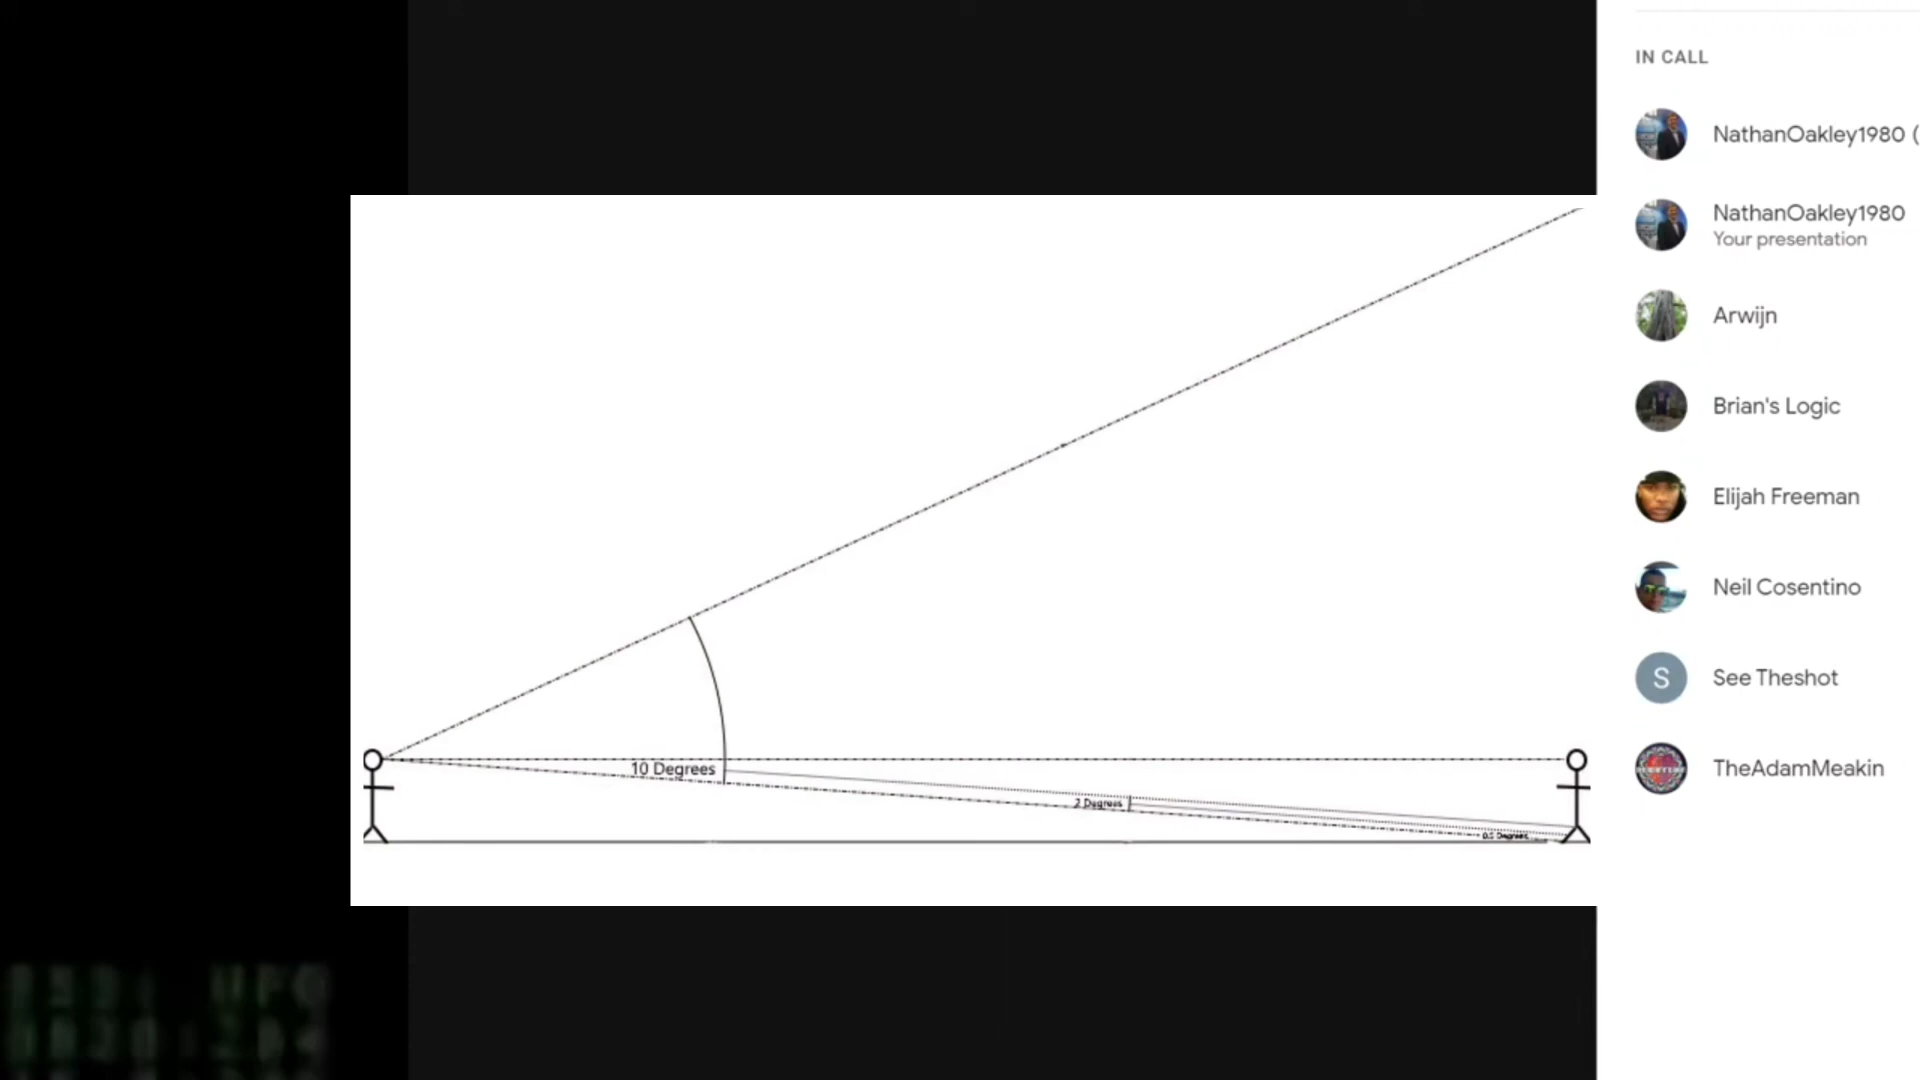 IN CALL
NathanOakley1980 (
NathanOakley1980
Your presentation
Arwijn
Brian's Logic
Elijah Freeman
Neil Cosentino
S
See Theshot
TheAdamMeakin
10 Degrees
2 Degrees